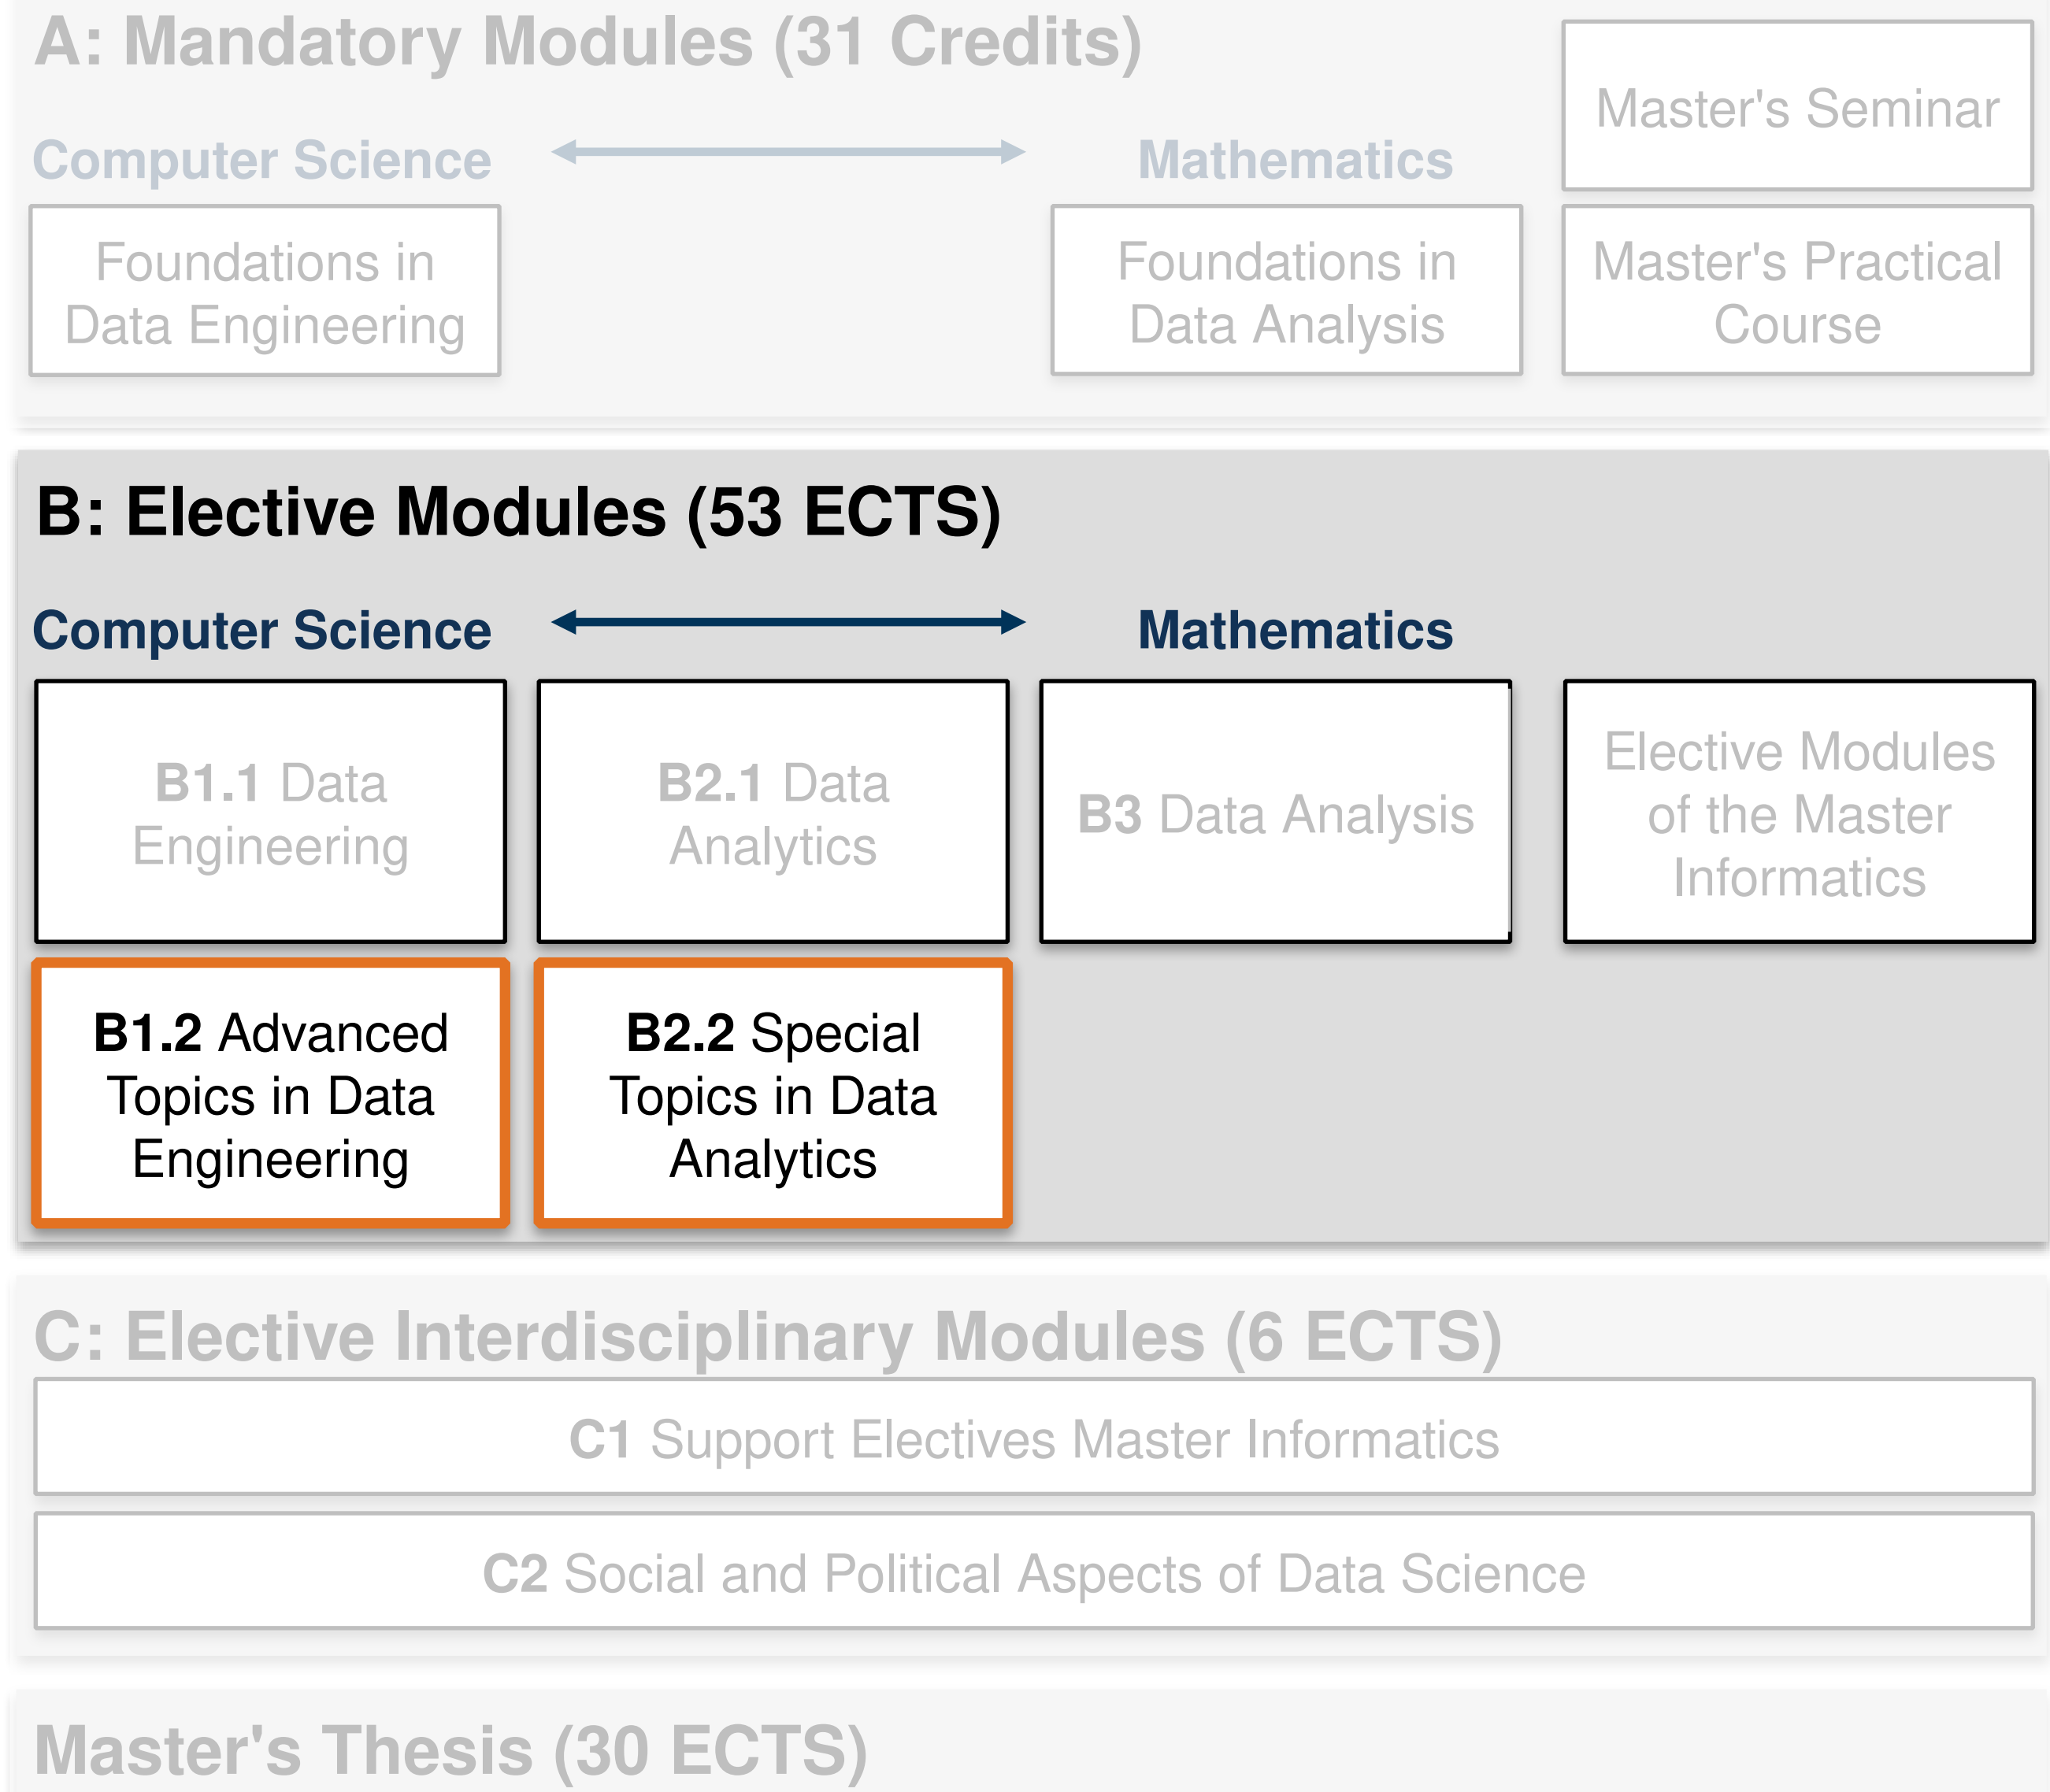 A: Mandatory Modules (31 Credits)
Master's Seminar
Computer Science
Mathematics
Foundations in
Data Engineering
Foundations in
Data Analysis
Master's Practical
Course
B: Elective Modules (53 ECTS)
Computer Science
Mathematics
B1.1 Data
Engineering
B2.1 Data
Analytics
B3 Data Analysis
Elective Modules
of the Master
Informatics
B1.2 Advanced
Topics in Data
Engineering
B2.2 Special
Topics in Data
Analytics
C: Elective Interdisciplinary Modules (6 ECTS)
C1 Support Electives Master Informatics
C2 Social and Political Aspects of Data Science
Master's Thesis (30 ECTS)